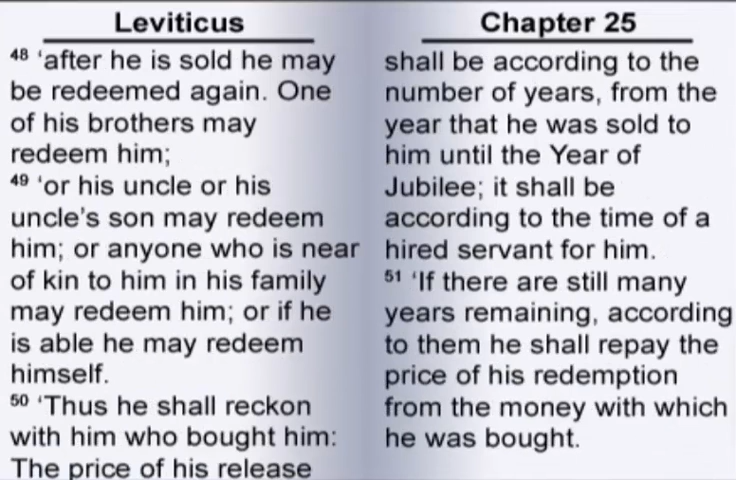 Leviticus
⁴⁸ ‘after he is sold he may
be redeemed again. One
of his brothers may
redeem him;
⁴⁹ ‘or his uncle or his
uncle's son may redeem
him; or anyone who is near
of kin to him in his family
may redeem him; or if he
is able he may redeem
himself.
⁵⁰ ‘Thus he shall reckon
with him who bought him:
The price of his release
Chapter 25
shall be according to the
number of years, from the
year that he was sold to
him until the Year of
Jubilee; it shall be
according to the time of a
hired servant for him.
⁵¹ ‘If there are still many
years remaining, according
to them he shall repay the
price of his redemption
from the money with which
he was bought.